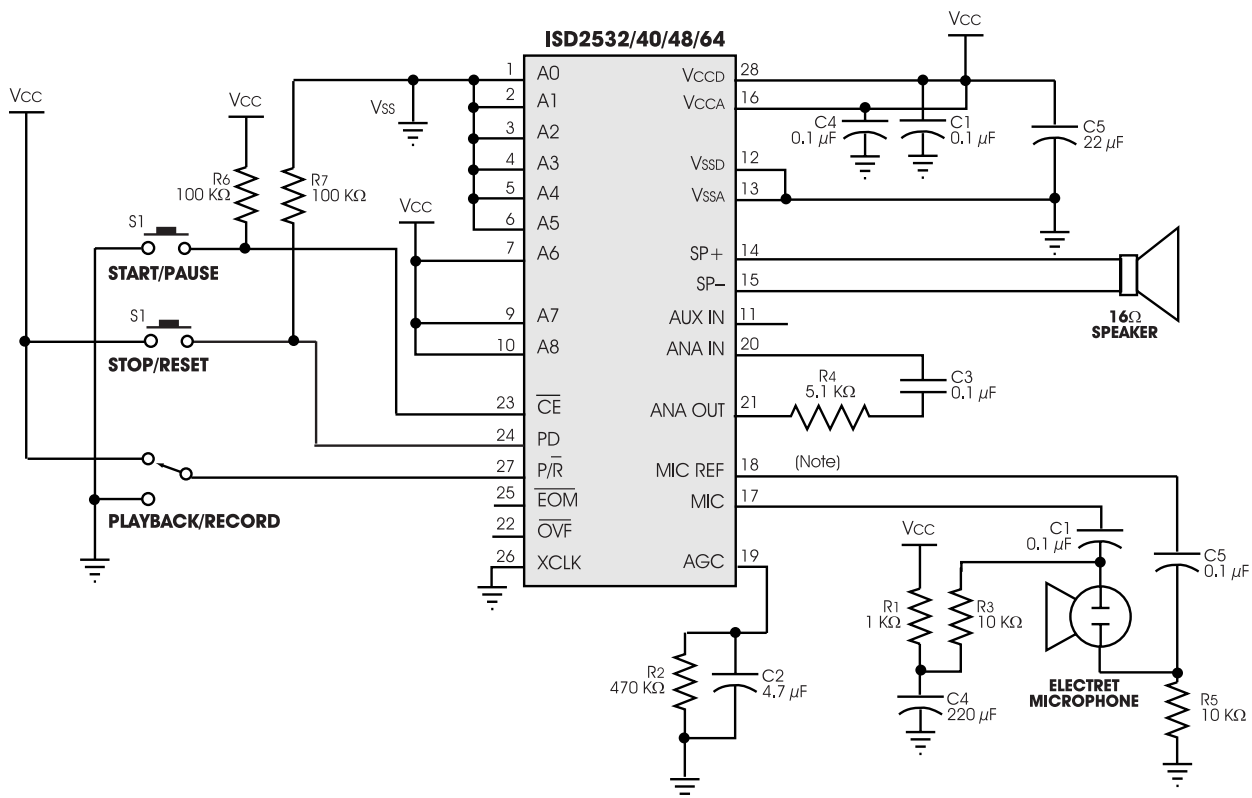 ISD2532/40/48/64
VCC
VCC
VSS
VCC
R6
100 KΩ
R7
100 KΩ
S1
START/PAUSE
S1
STOP/RESET
PLAYBACK/RECORD
VCC
1 A0
2 A1
3 A2
4 A3
5 A4
6 A5
7 A6
9 A7
10 A8
23 CE
24 PD
27 P/R
25 EOM
22 OVF
26 XCLK
VCCD 28
VCCA 16
VSSD 12
VSSA 13
SP+ 14
SP– 15
AUX IN 11
ANA IN 20
ANA OUT 21
MIC REF 18
MIC 17
AGC 19
C4
0.1 µF
C1
0.1 µF
C5
22 µF
16Ω
SPEAKER
R4
5.1 KΩ
C3
0.1 µF
(Note)
VCC
C1
0.1 µF
C5
0.1 µF
R1
1 KΩ
R3
10 KΩ
R2
470 KΩ
C2
4.7 µF
C4
220 µF
ELECTRET
MICROPHONE
R5
10 KΩ